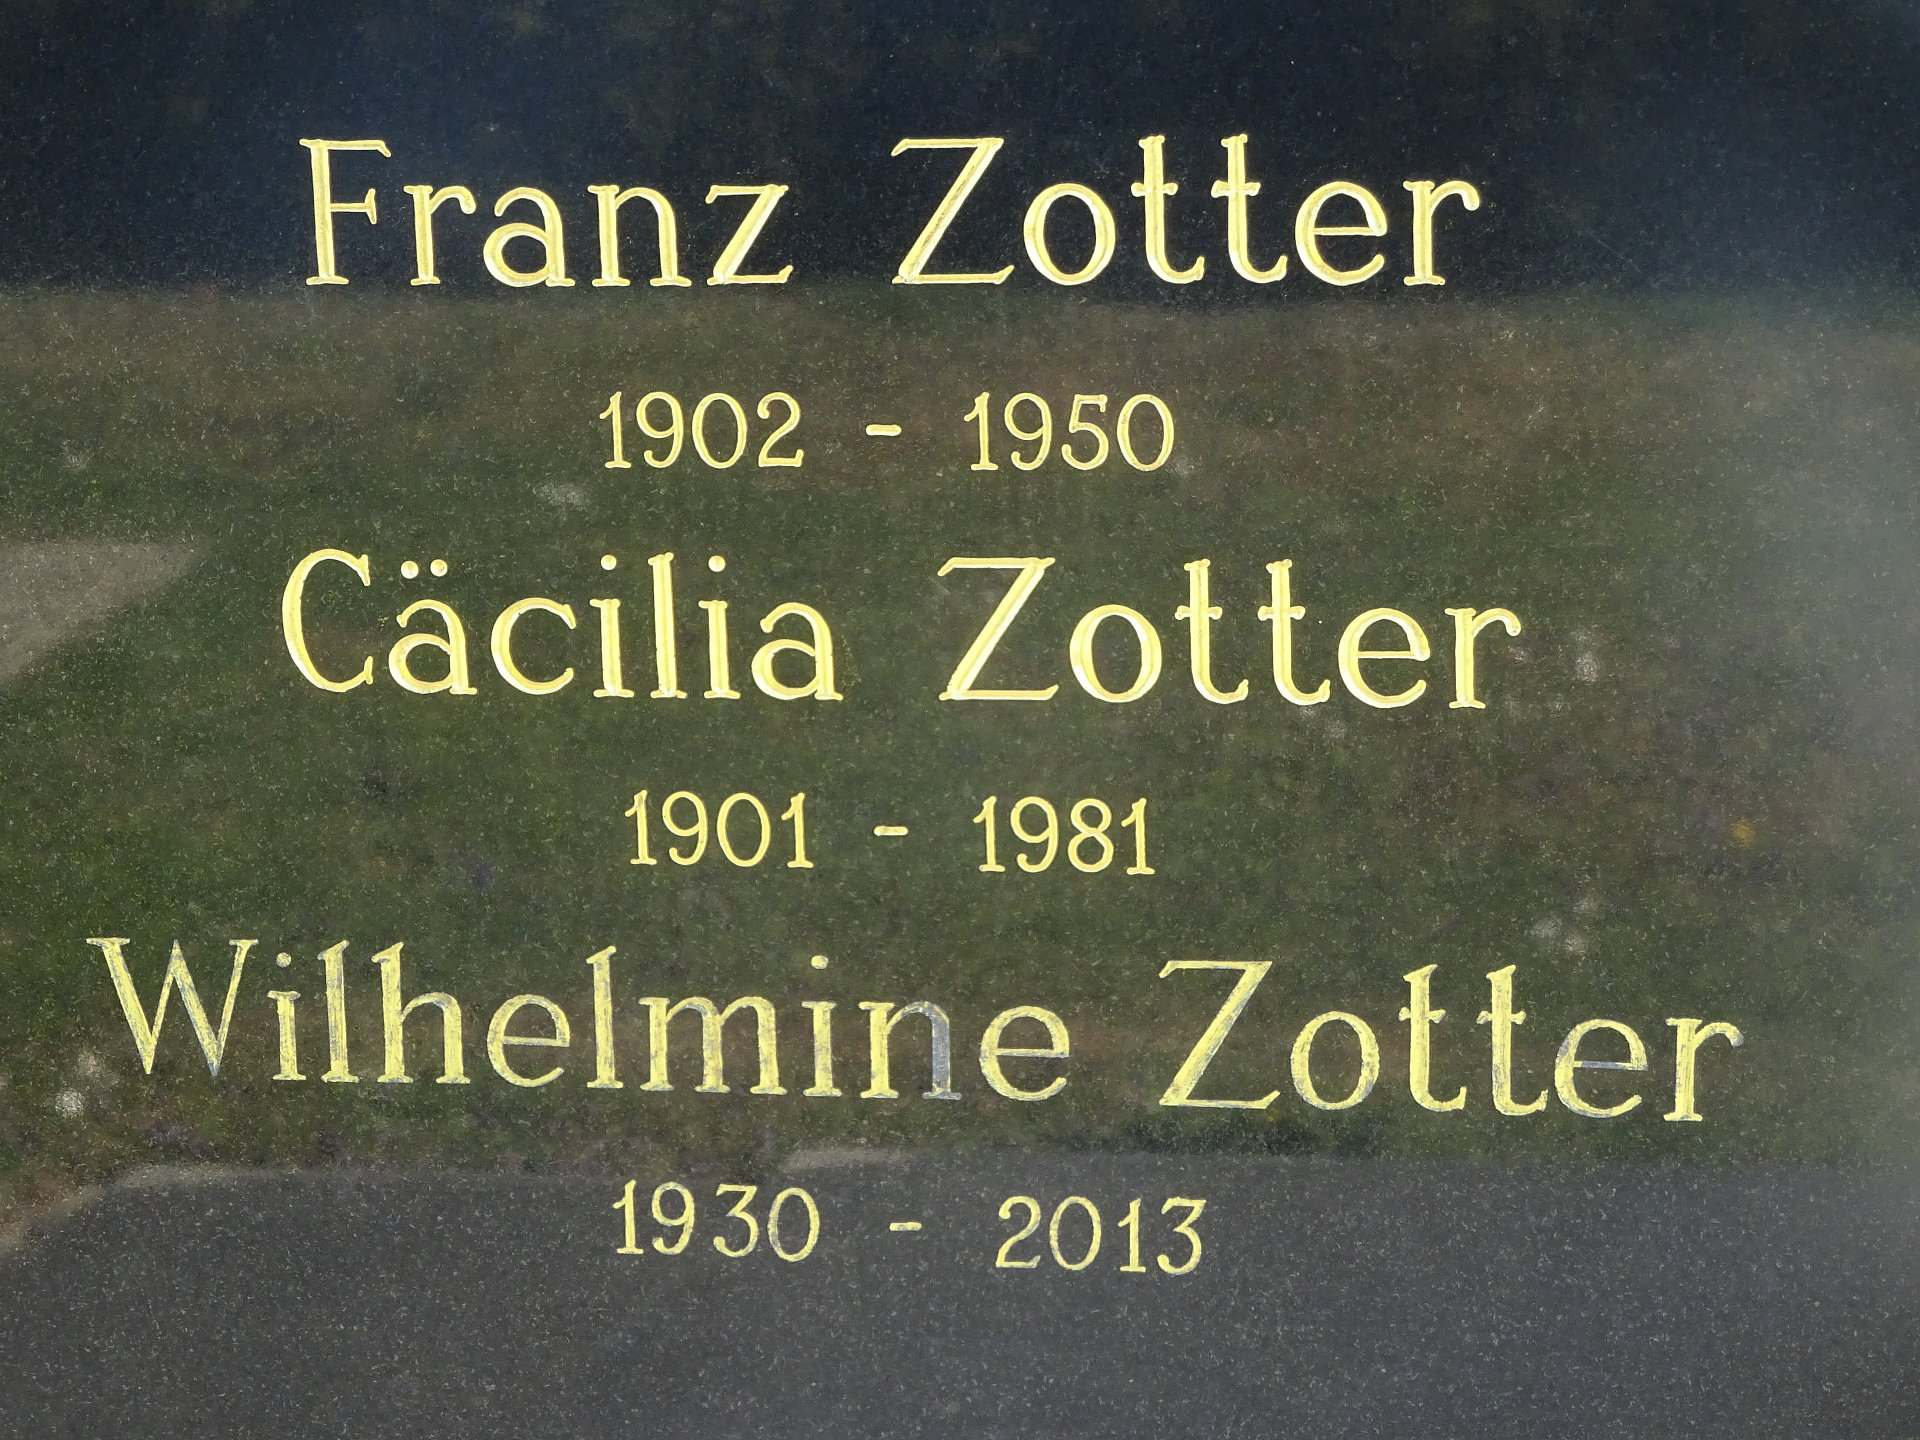 Franz Zotter
1902 - 1950
Cäcilia Zotter
1901 - 1981
Wilhelmine Zotter
1930 - 2013